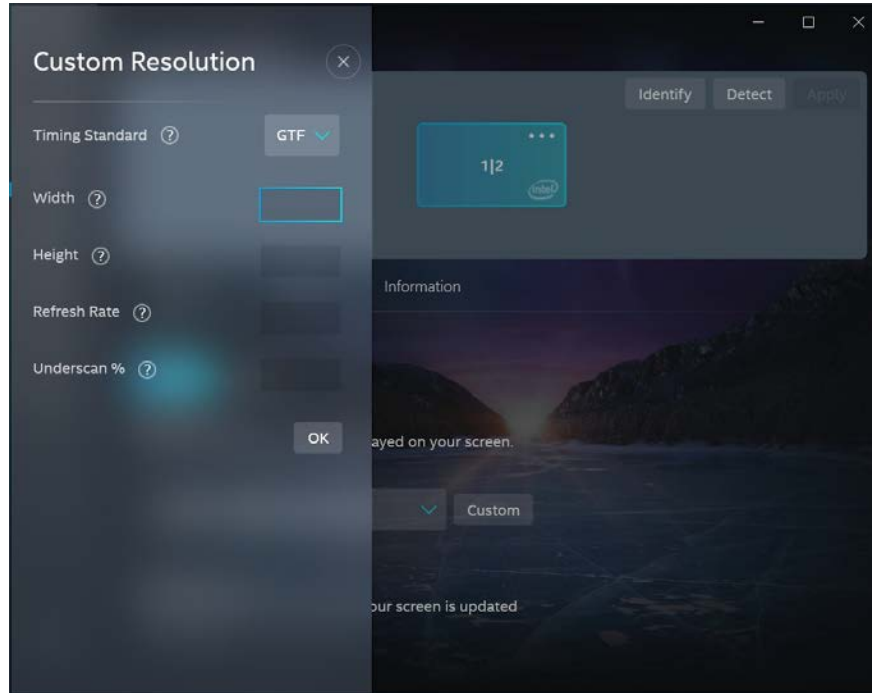 Custom Resolution
Identify Detect Apply
Timing Standard ? GTF
1|2
intel
Width ?
Height ?
Information
Refresh Rate ?
Underscan % ?
OK
ayed on your screen.
Custom
our screen is updated